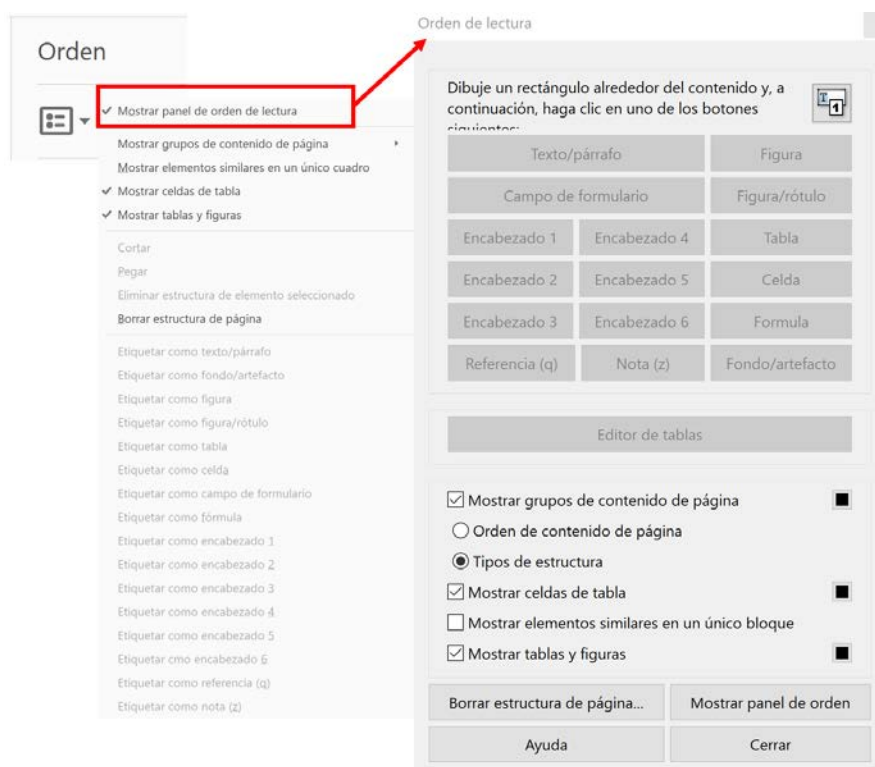 Orden
Mostrar panel de orden de lectura
Mostrar grupos de contenido de página
Mostrar elementos similares en un único cuadro
Mostrar celdas de tabla
Mostrar tablas y figuras
Cortar
Pegar
Eliminar estructura de elemento seleccionado
Borrar estructura de página
Etiquetar como texto/párrafo
Etiquetar como fondo/artefacto
Etiquetar como figura
Etiquetar como figura/rótulo
Etiquetar como tabla
Etiquetar como celda
Etiquetar como campo de formulario
Etiquetar como fórmula
Etiquetar como encabezado 1
Etiquetar como encabezado 2
Etiquetar como encabezado 3
Etiquetar como encabezado 4
Etiquetar como encabezado 5
Etiquetar cmo encabezado 6
Etiquetar como referencia (q)
Etiquetar como nota (z)
Orden de lectura
Dibuje un rectángulo alrededor del contenido y, a
continuación, haga clic en uno de los botones
siguientes:
Texto/párrafo Figura
Campo de formulario Figura/rótulo
Encabezado 1 Encabezado 4 Tabla
Encabezado 2 Encabezado 5 Celda
Encabezado 3 Encabezado 6 Formula
Referencia (q) Nota (z) Fondo/artefacto
Editor de tablas
Mostrar grupos de contenido de página
Orden de contenido de página
Tipos de estructura
Mostrar celdas de tabla
Mostrar elementos similares en un único bloque
Mostrar tablas y figuras
Borrar estructura de página... Mostrar panel de orden
Ayuda Cerrar